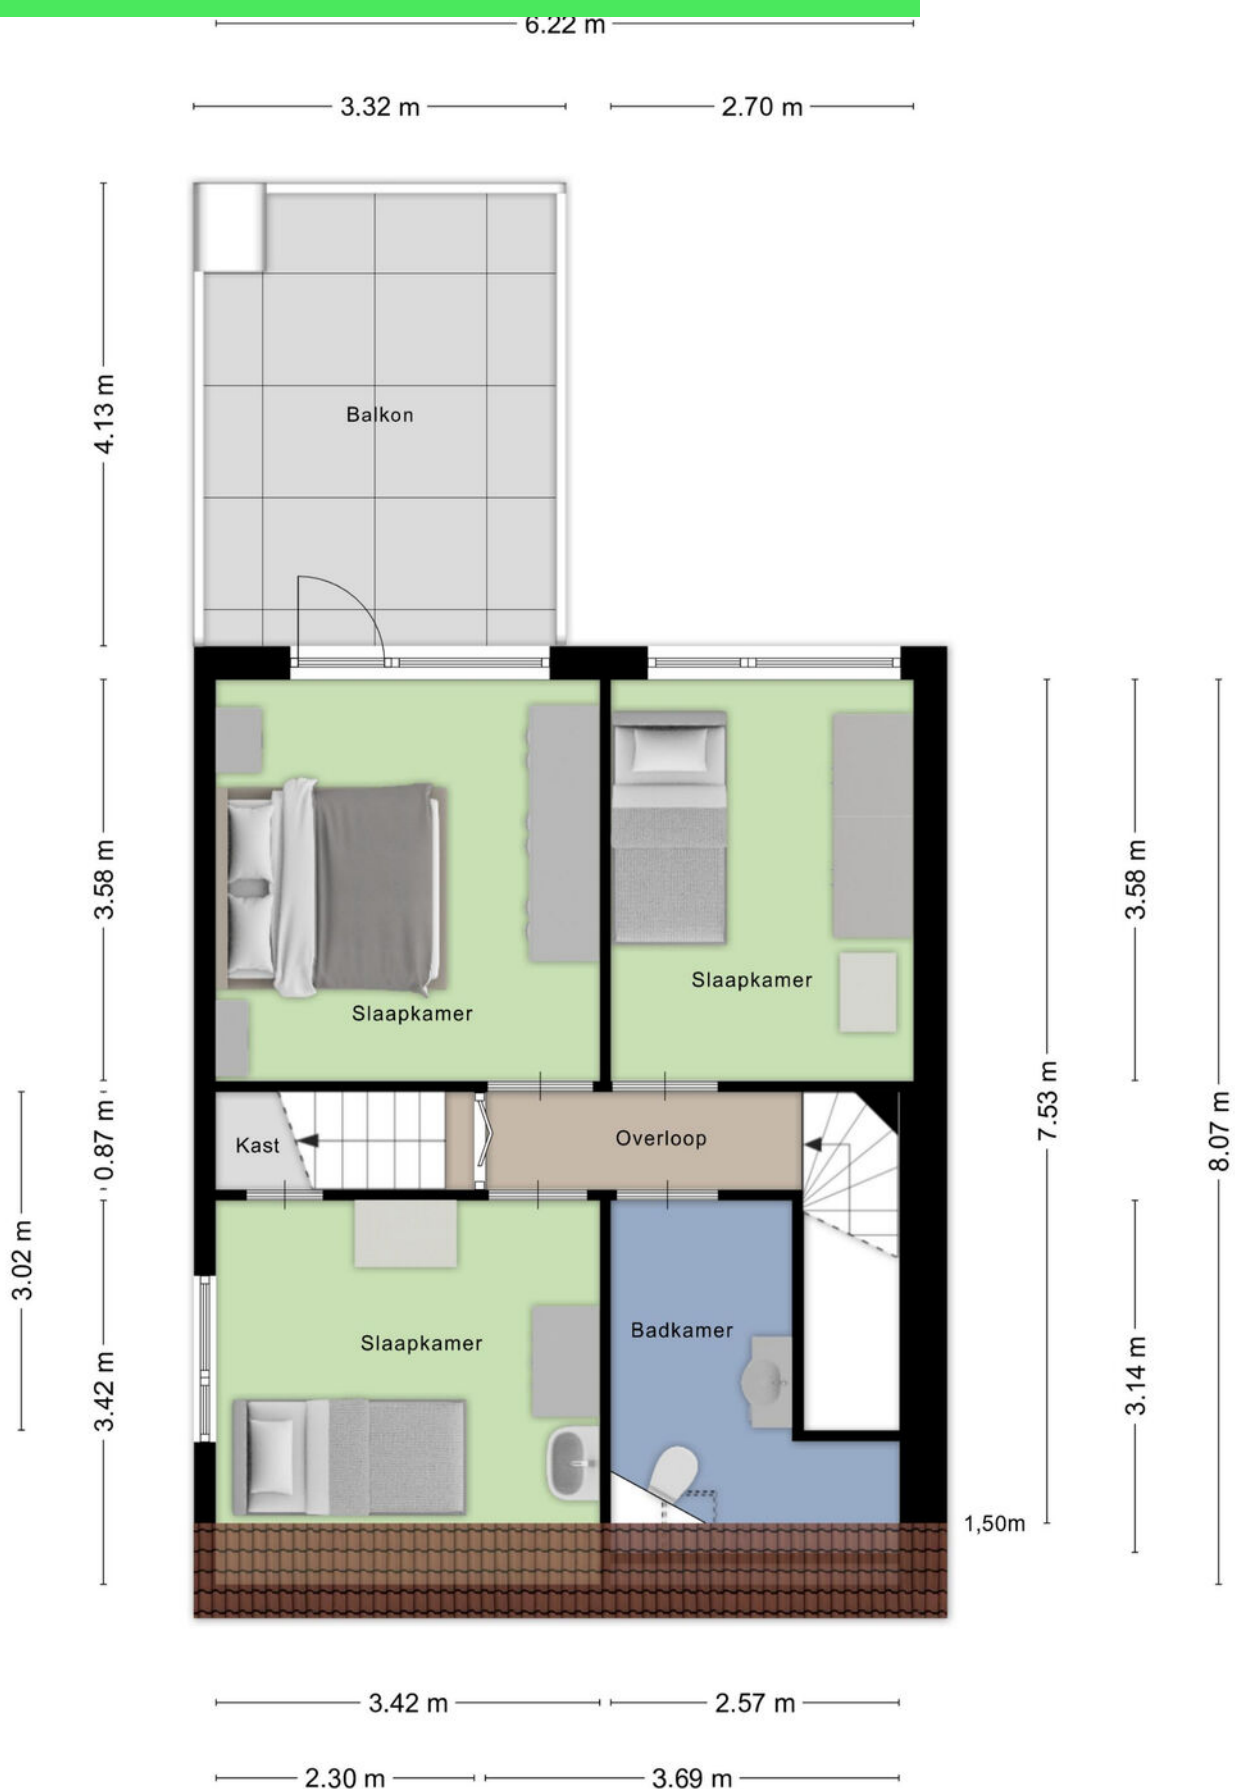 6.22 m
3.32 m
2.70 m
4.13 m
Balkon
3.58 m
3.58 m
Slaapkamer
Slaapkamer
7.53 m
8.07 m
0.87 m
Kast
Overloop
3.02 m
3.42 m
Slaapkamer
Badkamer
3.14 m
1,50m
3.42 m
2.57 m
2.30 m
3.69 m